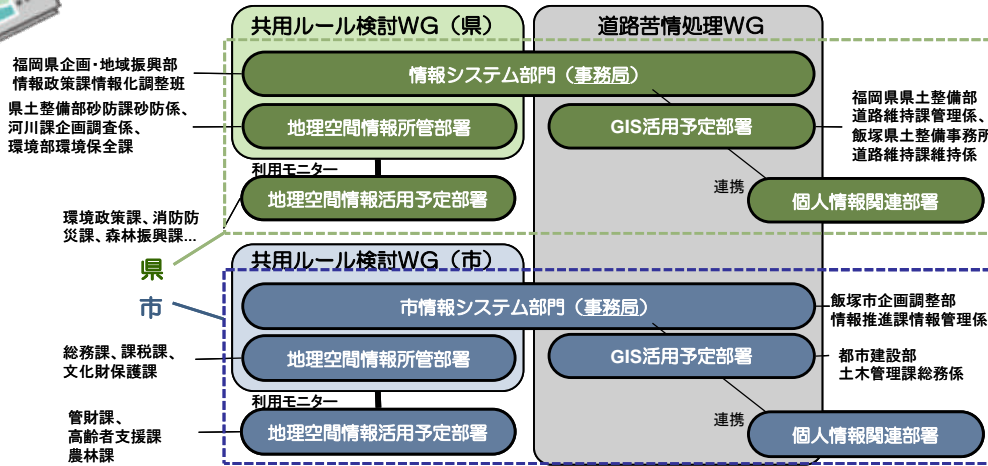 共用ルール検討WG（県）
道路苦情処理WG
福岡県企画・地域振興部
情報政策課情報化調整班
情報システム部門（事務局）
県土整備部砂防課砂防係、
河川課企画調査係、
環境部環境保全課
地理空間情報所管部署
GIS活用予定部署
福岡県県土整備部
道路維持課管理係、
飯塚県土整備事務所
道路維持課維持係
利用モニター
地理空間情報活用予定部署
連携
個人情報関連部署
環境政策課、消防防
災課、森林振興課…
県
共用ルール検討WG（市）
市
市情報システム部門（事務局）
飯塚市企画調整部
情報推進課情報管理係
総務課、課税課、
文化財保護課
地理空間情報所管部署
GIS活用予定部署
都市建設部
土木管理課総務係
利用モニター
管財課、
高齢者支援課
農林課
地理空間情報活用予定部署
連携
個人情報関連部署